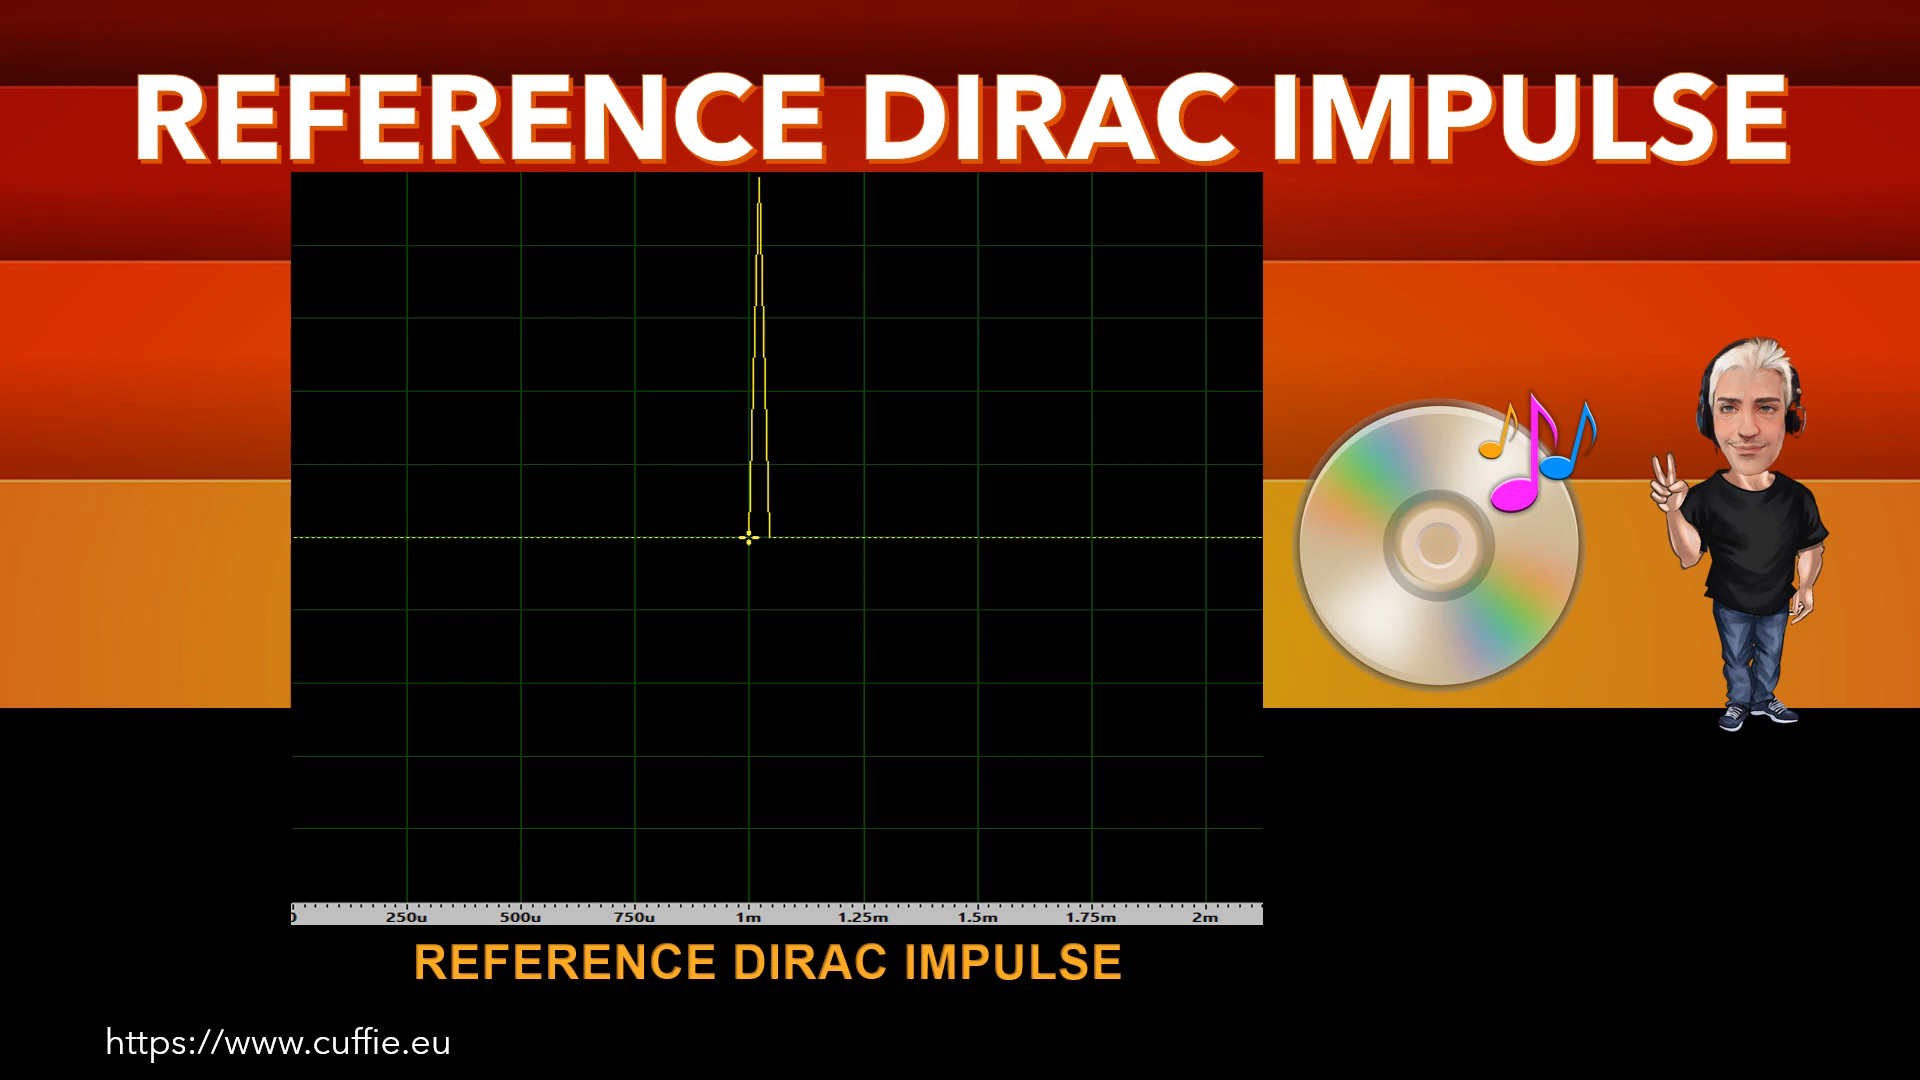 REFERENCE DIRAC IMPULSE
0 250u 500u 750u 1m 1.25m 1.5m 1.75m 2m
REFERENCE DIRAC IMPULSE
https://www.cuffie.eu